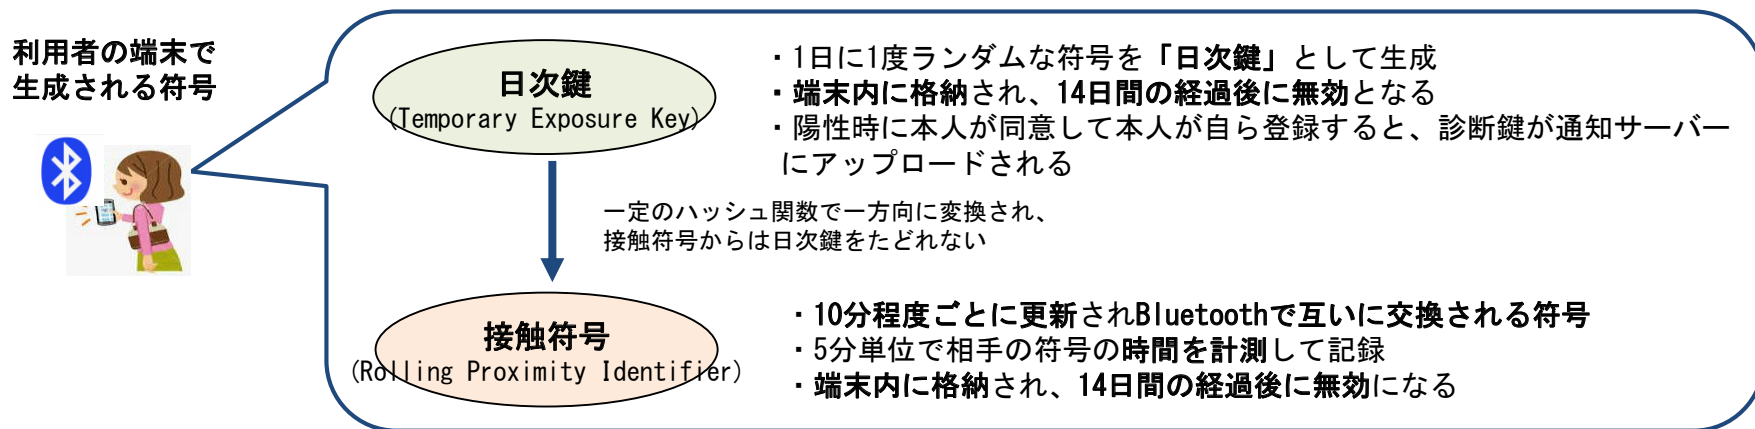 利用者の端末で
生成される符号
日次鍵
(Temporary Exposure Key)
・1日に1度ランダムな符号を「日次鍵」として生成
・端末内に格納され、14日間の経過後に無効となる
・陽性時に本人が同意して本人が自ら登録すると、診断鍵が通知サーバー
にアップロードされる
一定のハッシュ関数で一方向に変換され、
接触符号からは日次鍵をたどれない
接触符号
(Rolling Proximity Identifier)
・10分程度ごとに更新されBluetoothで互いに交換される符号
・5分単位で相手の符号の時間を計測して記録
・端末内に格納され、14日間の経過後に無効になる